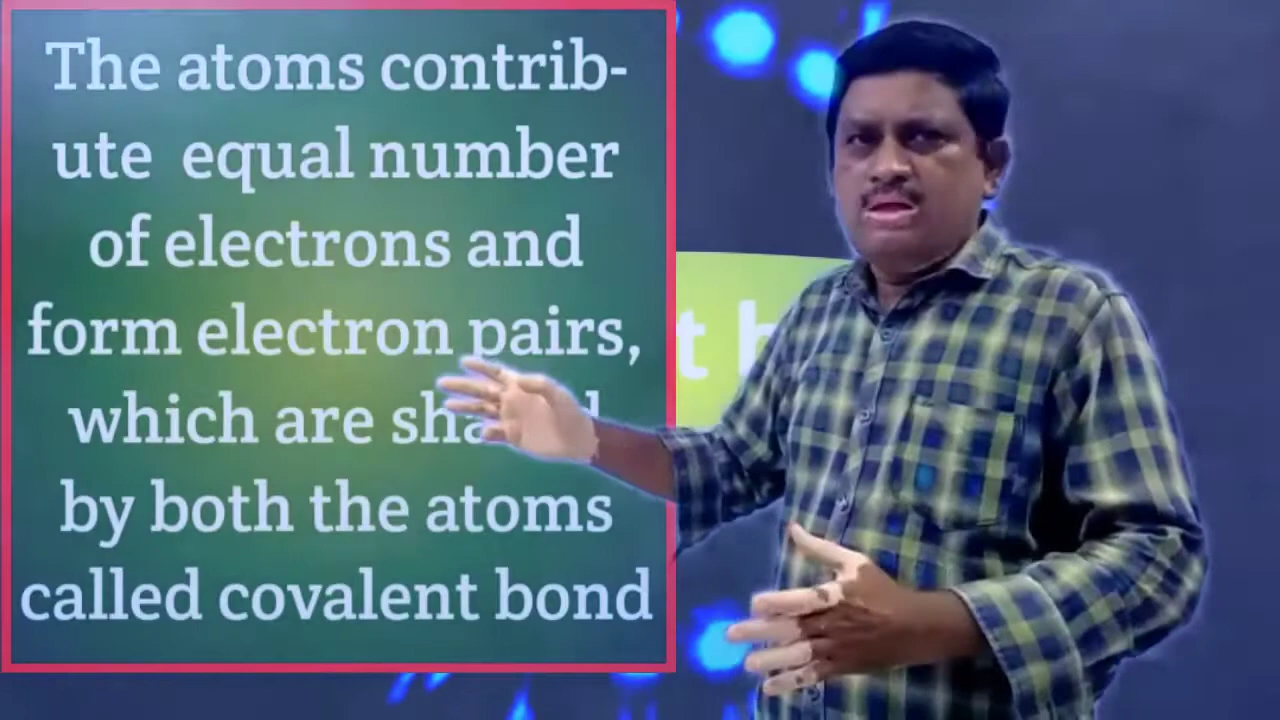 The atoms contrib-
ute equal number
of electrons and
form electron pairs,
which are
by both the atoms
called covalent bond
t